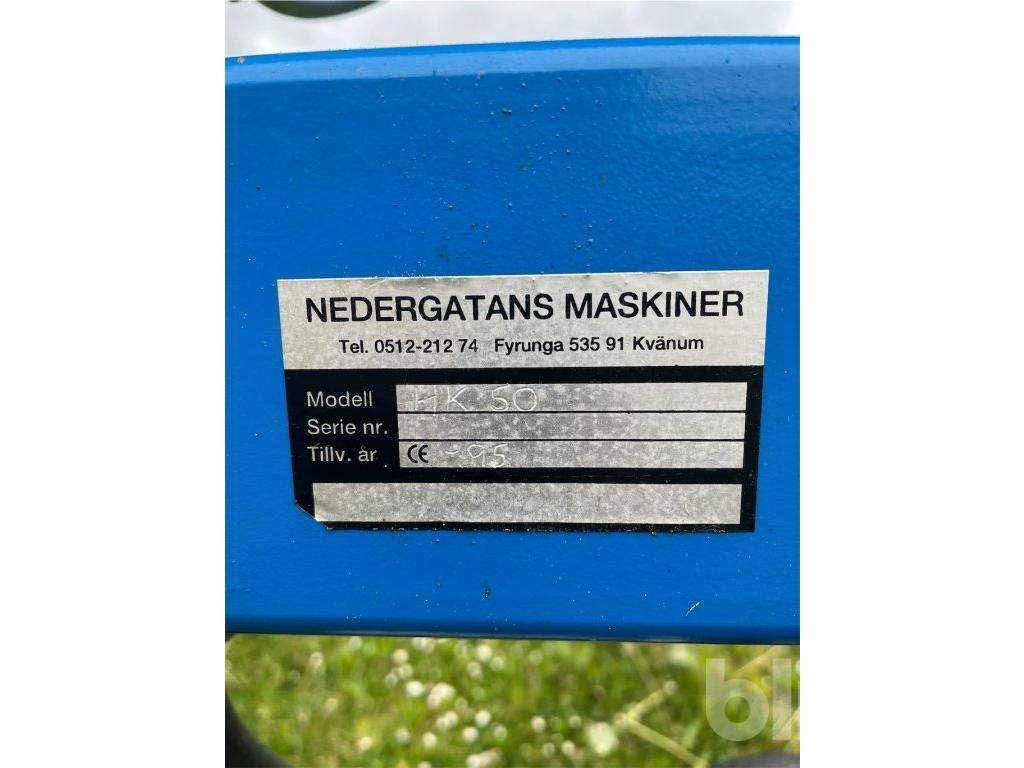 NEDERGATANS MASKINER
Tel. 0512-212 74 Fyrunga 535 91 Kvänum
Modell HK 50
Serie nr.
Tillv. år CE -95